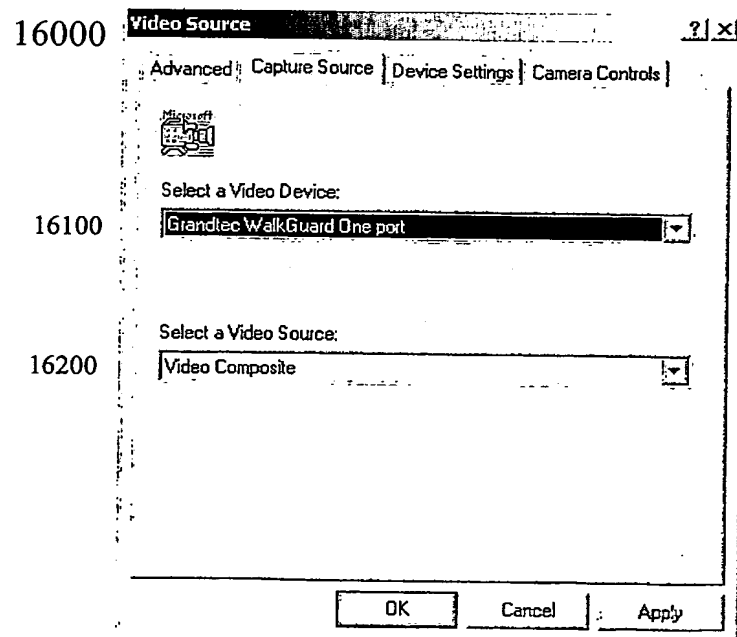 16000 Video Source ? ×
Advanced Capture Source Device Settings Camera Controls
Microsoft
Select a Video Device:
16100 Grandtec WalkGuard One port
Select a Video Source:
16200 Video Composite
OK Cancel Apply